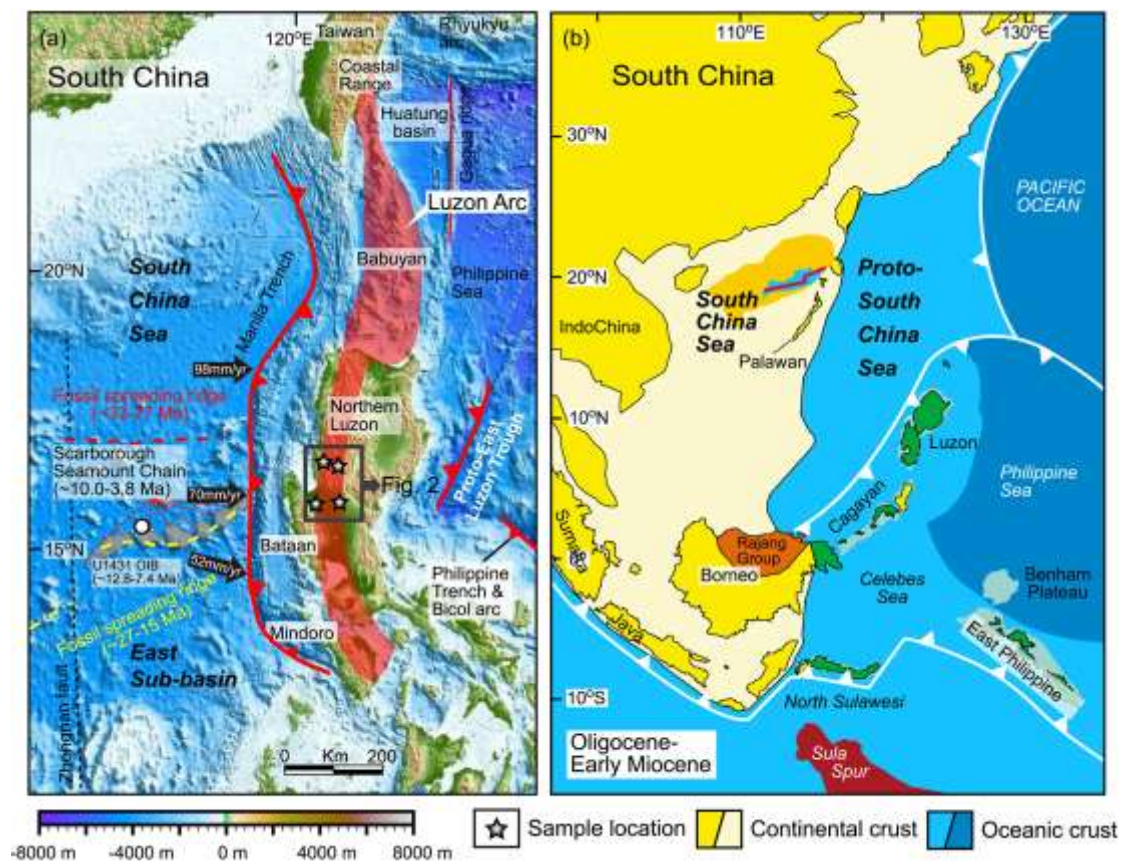 (a)
120°E
Taiwan
Rhyukyu
arc
South China
Coastal
Range
Huatung
basin
Gagua ridge
Luzon Arc
20°N
South
China
Sea
Babuyan
Philippine
Sea
Manila Trench
98mm/yr
Fossil spreading ridge
Northern
Luzon
Scarborough
Seamount Chain
(~10.0-3.8 Ma)
70mm/yr
Fig. 2
Proto-East
Luzon Trough
15°N
U1431 OIB
(~12.8-7.4 Ma)
52mm/yr
Bataan
Philippine
Trench &
Bicol arc
Fossil spreading ridge
(~27-15 Ma)
Mindoro
East
Sub-basin
Zhongnan fault
0 Km 200
(b)
110°E
130°E
South China
30°N
PACIFIC
OCEAN
20°N
Proto-
South
China
Sea
South
China
Sea
IndoChina
Palawan
10°N
Luzon
Philippine
Sea
Cagayan
Sumatra
Rajang
Group
Borneo
Celebes
Sea
Benham
Plateau
Java
East Philippine
10°S
North Sulawesi
Oligocene-
Early Miocene
Sula
Spur
-8000 m -4000 m 0 m 4000 m 8000 m
Sample location
Continental crust
Oceanic crust